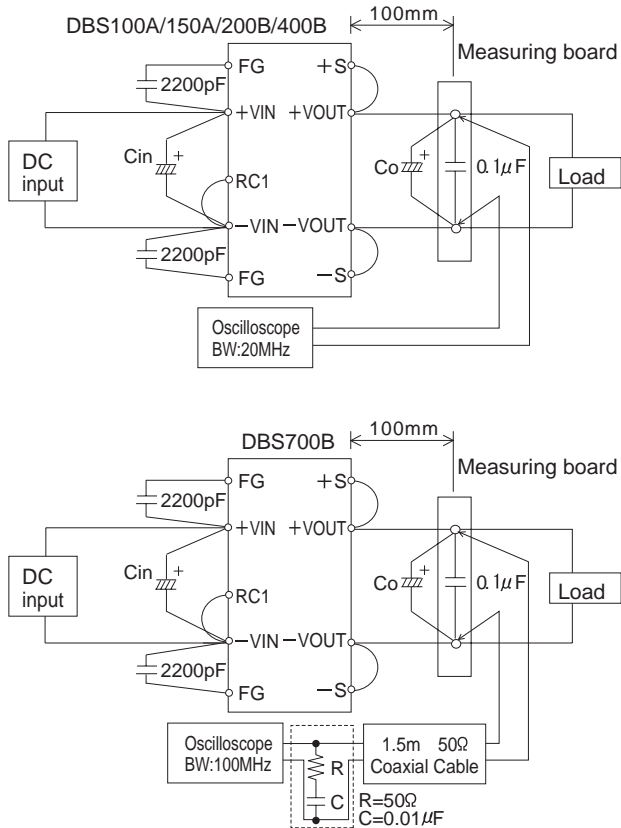 DBS100A/150A/200B/400B
100mm
Measuring board
FG
+S
2200pF
+VIN
+VOUT
DC
input
Cin
+
RC1
Co
+
0.1μF
Load
−VIN
−VOUT
2200pF
FG
−S
Oscilloscope
BW:20MHz
DBS700B
100mm
Measuring board
FG
+S
2200pF
+VIN
+VOUT
DC
input
Cin
+
RC1
Co
+
0.1μF
Load
−VIN
−VOUT
2200pF
FG
−S
Oscilloscope
BW:100MHz
R
C
1.5m 50Ω
Coaxial Cable
R=50Ω
C=0.01μF